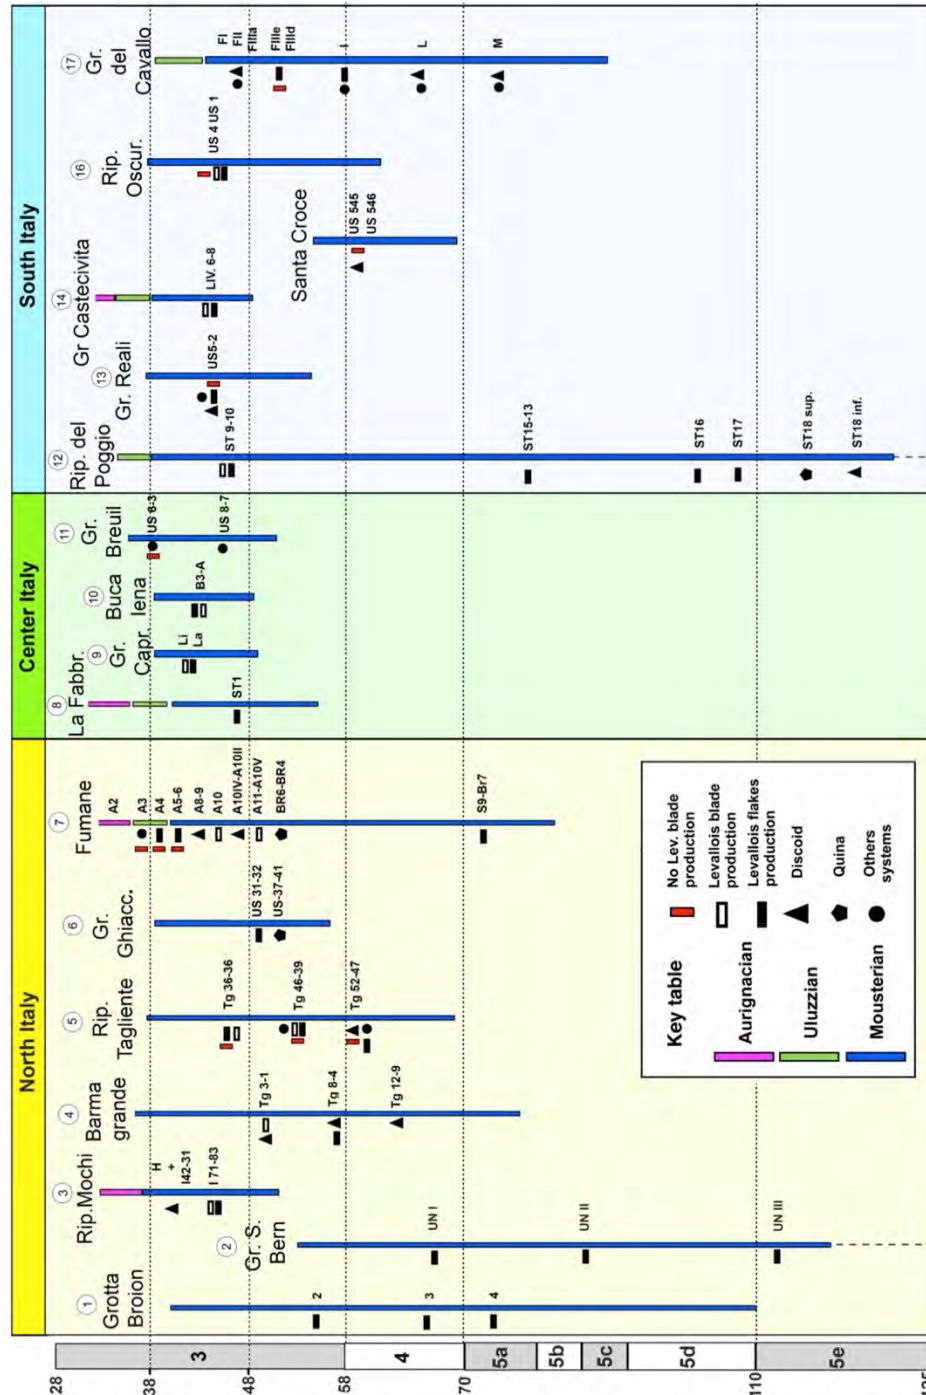 North Italy
Center Italy
South Italy
1
Grotta
Broion
2
3
4
2
Gr. S.
Bern
UN I
UN II
UN III
3
Rip.Mochi
H
+
I42-31
I 71-83
4
Barma
grande
Tg 3-1
Tg 8-4
Tg 12-9
5
Rip.
Tagliente
Tg 36-36
Tg 46-39
Tg 52-47
6
Gr.
Ghiacc.
US 31-32
US-37-41
7
Fumane
A2
A3
A4
A5-6
A8-9
A10
A10IV-A10II
A11-A10V
BR6-BR4
S9-Br7
8
La Fabbr.
ST1
9
Gr.
Capr.
Li
La
10
Buca
Iena
B3-A
11
Gr.
Breuil
US 6-3
US 8-7
12
Rip. del
Poggio
ST 9-10
ST15-13
ST16
ST17
ST18 sup.
ST18 inf.
13
Gr. Reali
US5-2
14
Gr Castecivita
LIV. 6-8
Santa Croce
US 545
US 546
16
Rip.
Oscur.
US 4 US 1
17
Gr.
del
Cavallo
FI
FII
FIIIa
FIIIe
FIIId
I
L
M
Key table
Aurignacian
Uluzzian
Mousterian
No Lev. blade
production
Levallois blade
production
Levallois flakes
production
Discoid
Quina
Others
systems
28
38
48
58
70
110
3
4
5a
5b
5c
5d
5e